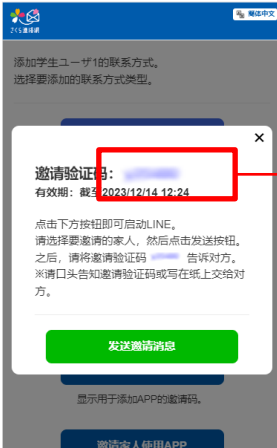 さくら連絡網
簡体中文
添加学生ユーザ1的联系方式。
选择要添加的联系方式类型。
×
邀请验证码：
有效期：截至2023/12/14 12:24
点击下方按钮即可启动LINE。
请选择要邀请的家人，然后点击发送按钮。
之后，请将邀请验证码 告诉对方。
※请口头告知邀请验证码或写在纸上交给对
方。
发送邀请消息
显示用于添加APP的邀请码。
邀请家人使用APP